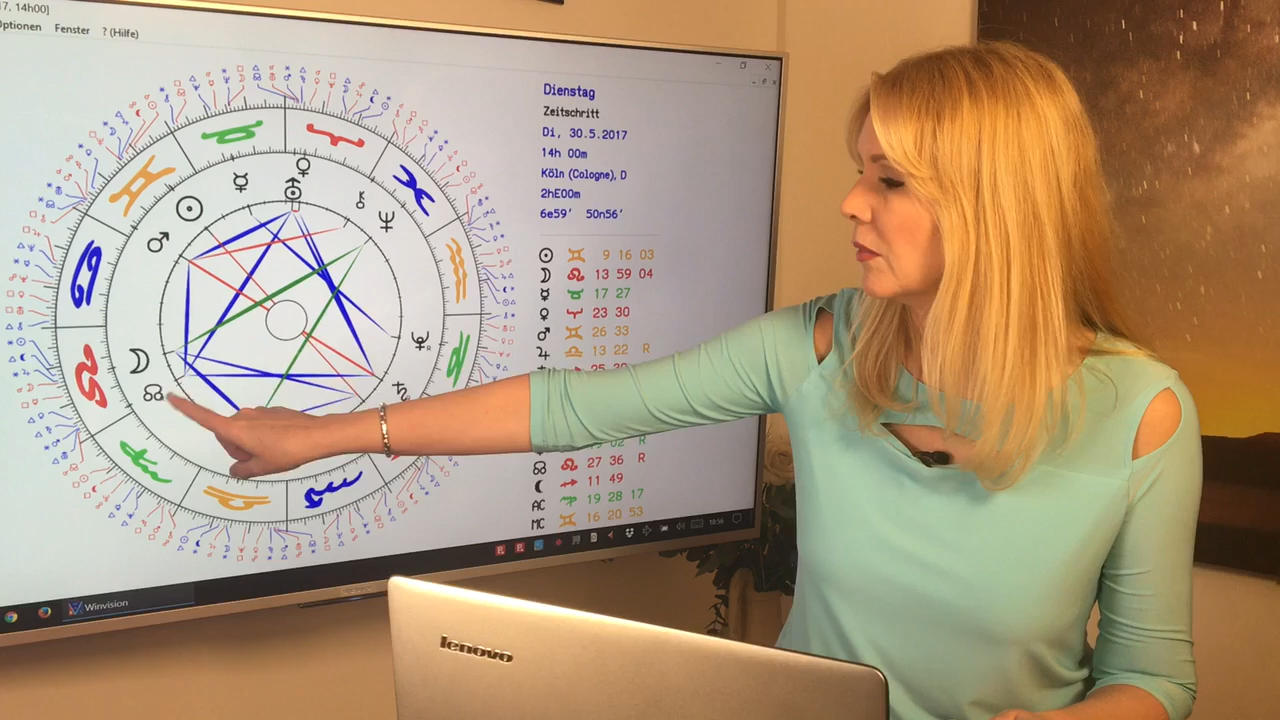 17, 14h00]
Optionen Fenster ? (Hilfe)
Dienstag
Zeitschritt
Di, 30.5.2017
14h 00m
Köln (Cologne), D
2hE00m
6e59' 50n56'
☉ ♊ 9 16 03
☽ ♌ 13 59 04
☿ ♉ 17 27
♀ ♈ 23 30
♂ ♊ 26 33
♃ ♎ 13 22 R
R
☊ ♌ 27 36 R
11 49
AC ♍ 19 28 17
MC ♊ 16 20 53
Winvision
lenovo